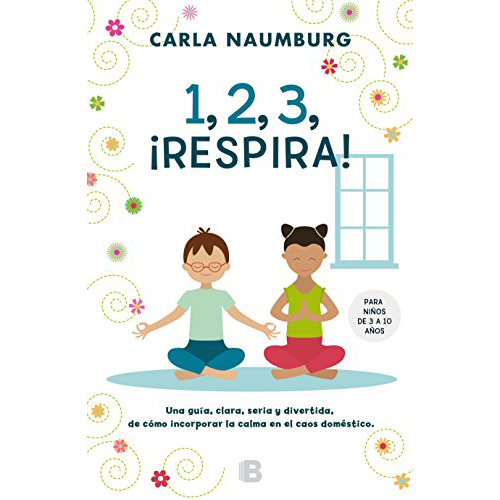 CARLA NAUMBURG
1, 2, 3,
¡RESPIRA!
PARA
NIÑOS
DE 3 A 10
AÑOS
Una guía, clara, seria y divertida,
de cómo incorporar la calma en el caos doméstico.
B